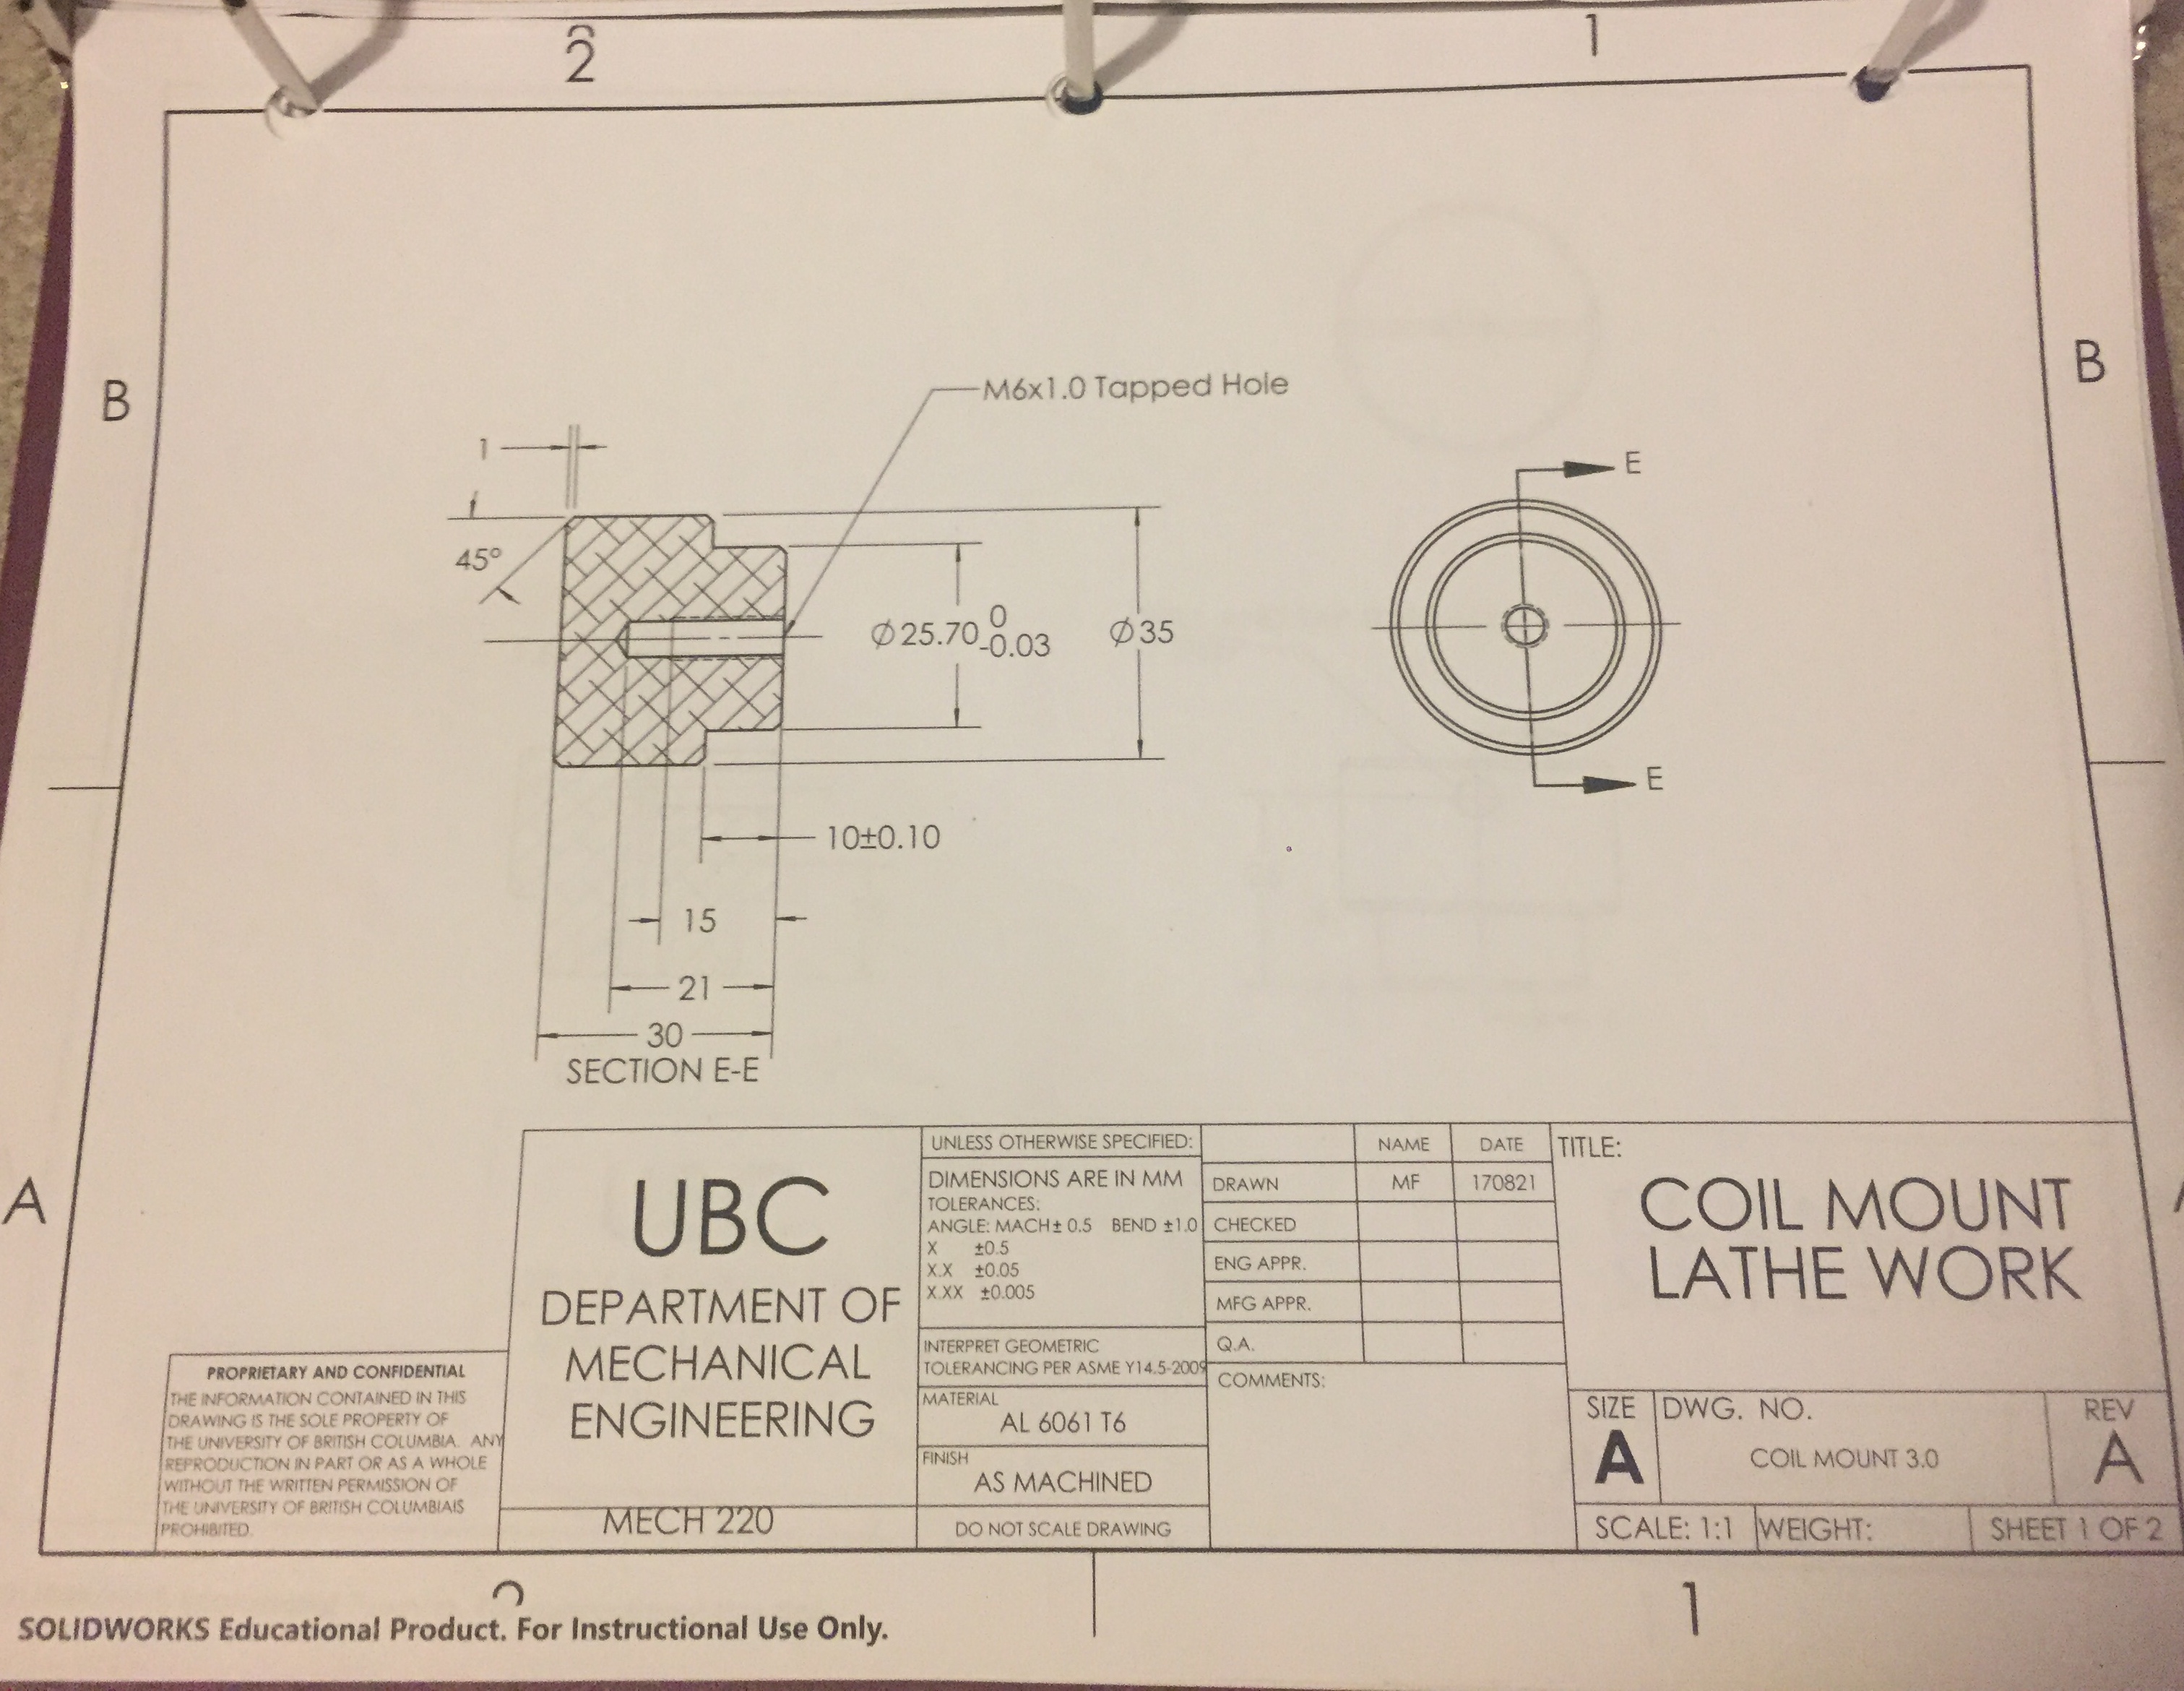 2
1
B
B
M6x1.0 Tapped Hole
1
E
45°
⌀25.70 0 -0.03
⌀35
E
10±0.10
15
21
30
SECTION E-E
A
UBC
DEPARTMENT OF
MECHANICAL
ENGINEERING
MECH 220
PROPRIETARY AND CONFIDENTIAL
THE INFORMATION CONTAINED IN THIS
DRAWING IS THE SOLE PROPERTY OF
THE UNIVERSITY OF BRITISH COLUMBIA. ANY
REPRODUCTION IN PART OR AS A WHOLE
WITHOUT THE WRITTEN PERMISSION OF
THE UNIVERSITY OF BRITISH COLUMBIAIS
PROHIBITED.
UNLESS OTHERWISE SPECIFIED:
DIMENSIONS ARE IN MM
TOLERANCES:
ANGLE: MACH± 0.5 BEND ±1.0
X ±0.5
X.X ±0.05
X.XX ±0.005
INTERPRET GEOMETRIC
TOLERANCING PER ASME Y14.5-2009
MATERIAL
AL 6061 T6
FINISH
AS MACHINED
DO NOT SCALE DRAWING
NAME DATE
DRAWN MF 170821
CHECKED
ENG APPR.
MFG APPR.
Q.A.
COMMENTS:
TITLE:
COIL MOUNT
LATHE WORK
SIZE
A
DWG. NO.
COIL MOUNT 3.0
REV
A
SCALE: 1:1 WEIGHT: SHEET 1 OF 2
1
SOLIDWORKS Educational Product. For Instructional Use Only.